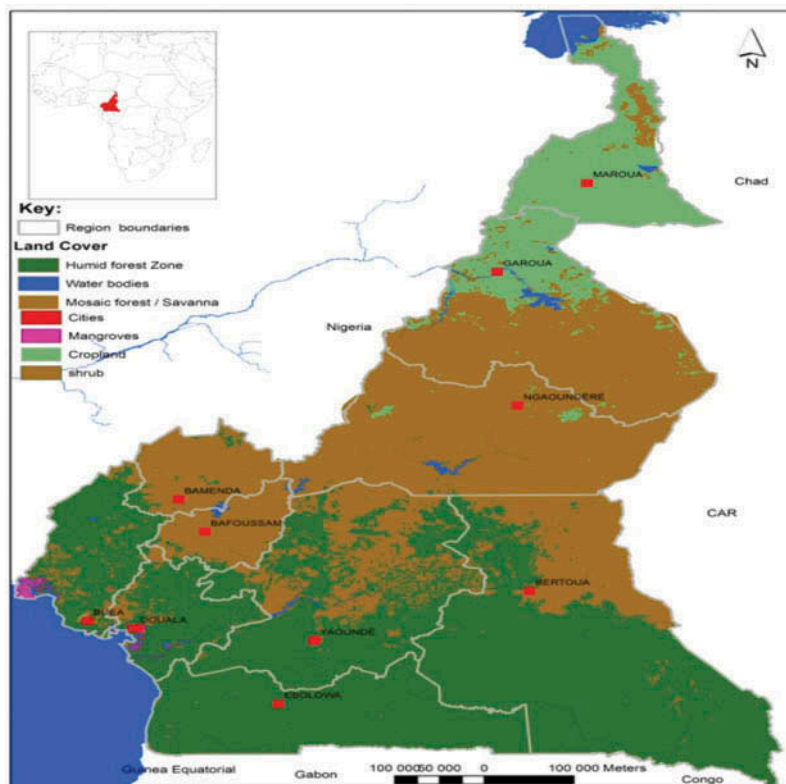 N
MAROUA
Chad
Key:
Region boundaries
Land Cover
Humid forest Zone
Water bodies
Mosaic forest / Savanna
Cities
Mangroves
Cropland
shrub
GAROUA
Nigeria
NGAOUNDERE
BAMENDA
BAFOUSSAM
CAR
BERTOUA
BUEA
DOUALA
YAOUNDE
EBOLOWA
Guinea Equatorial
Gabon
100 000 50 000 0 100 000 Meters
Congo